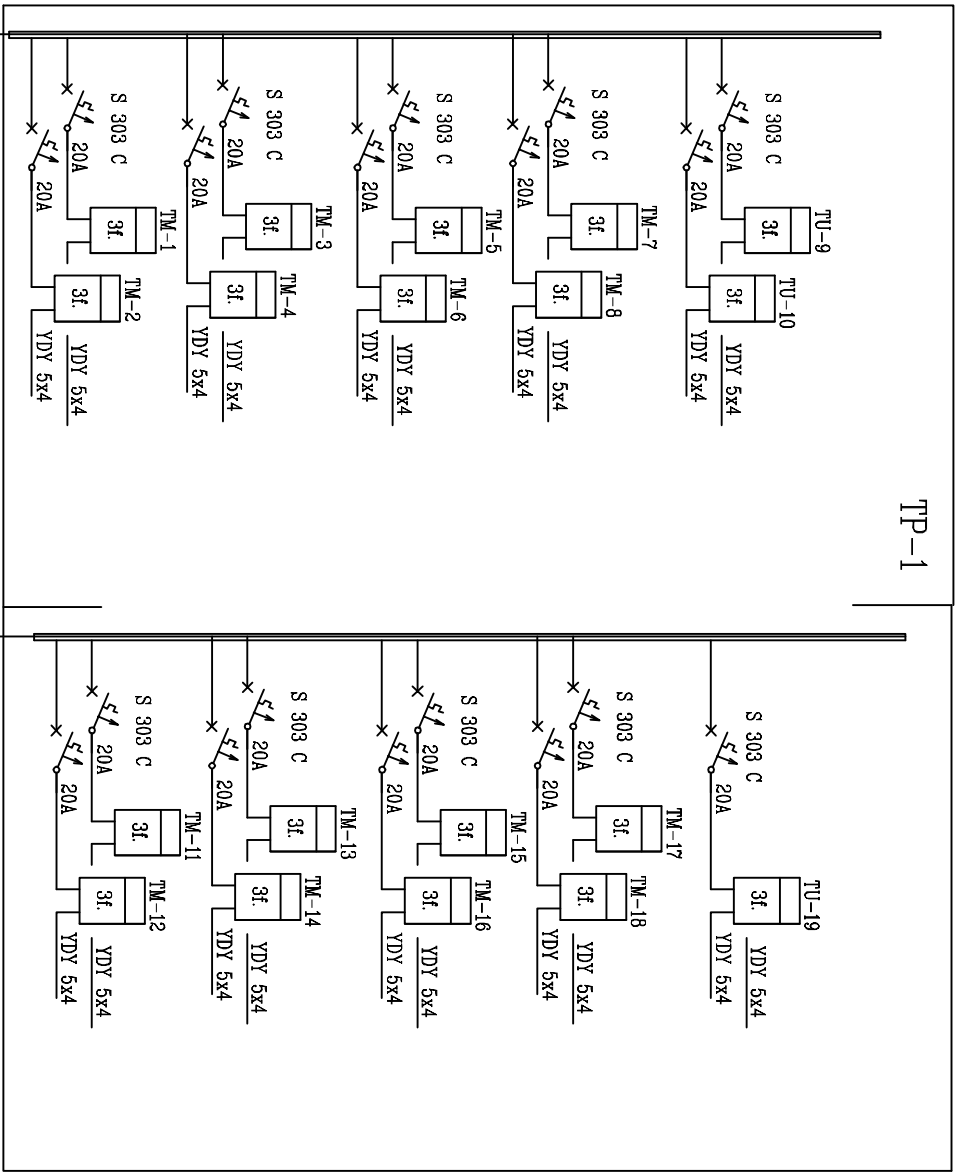 TP-1
S 303 C
20A
20A
TM-1
3f.
TM-2
3f.
YDY 5x4
YDY 5x4
S 303 C
20A
20A
TM-3
3f.
TM-4
3f.
YDY 5x4
YDY 5x4
S 303 C
20A
20A
TM-5
3f.
TM-6
3f.
YDY 5x4
YDY 5x4
S 303 C
20A
20A
TM-7
3f.
TM-8
3f.
YDY 5x4
YDY 5x4
S 303 C
20A
20A
TU-9
3f.
TU-10
3f.
YDY 5x4
YDY 5x4
S 303 C
20A
20A
TM-11
3f.
TM-12
3f.
YDY 5x4
YDY 5x4
S 303 C
20A
20A
TM-13
3f.
TM-14
3f.
YDY 5x4
YDY 5x4
S 303 C
20A
20A
TM-15
3f.
TM-16
3f.
YDY 5x4
YDY 5x4
S 303 C
20A
20A
TM-17
3f.
TM-18
3f.
YDY 5x4
YDY 5x4
S 303 C
20A
TU-19
3f.
YDY 5x4
YDY 5x4